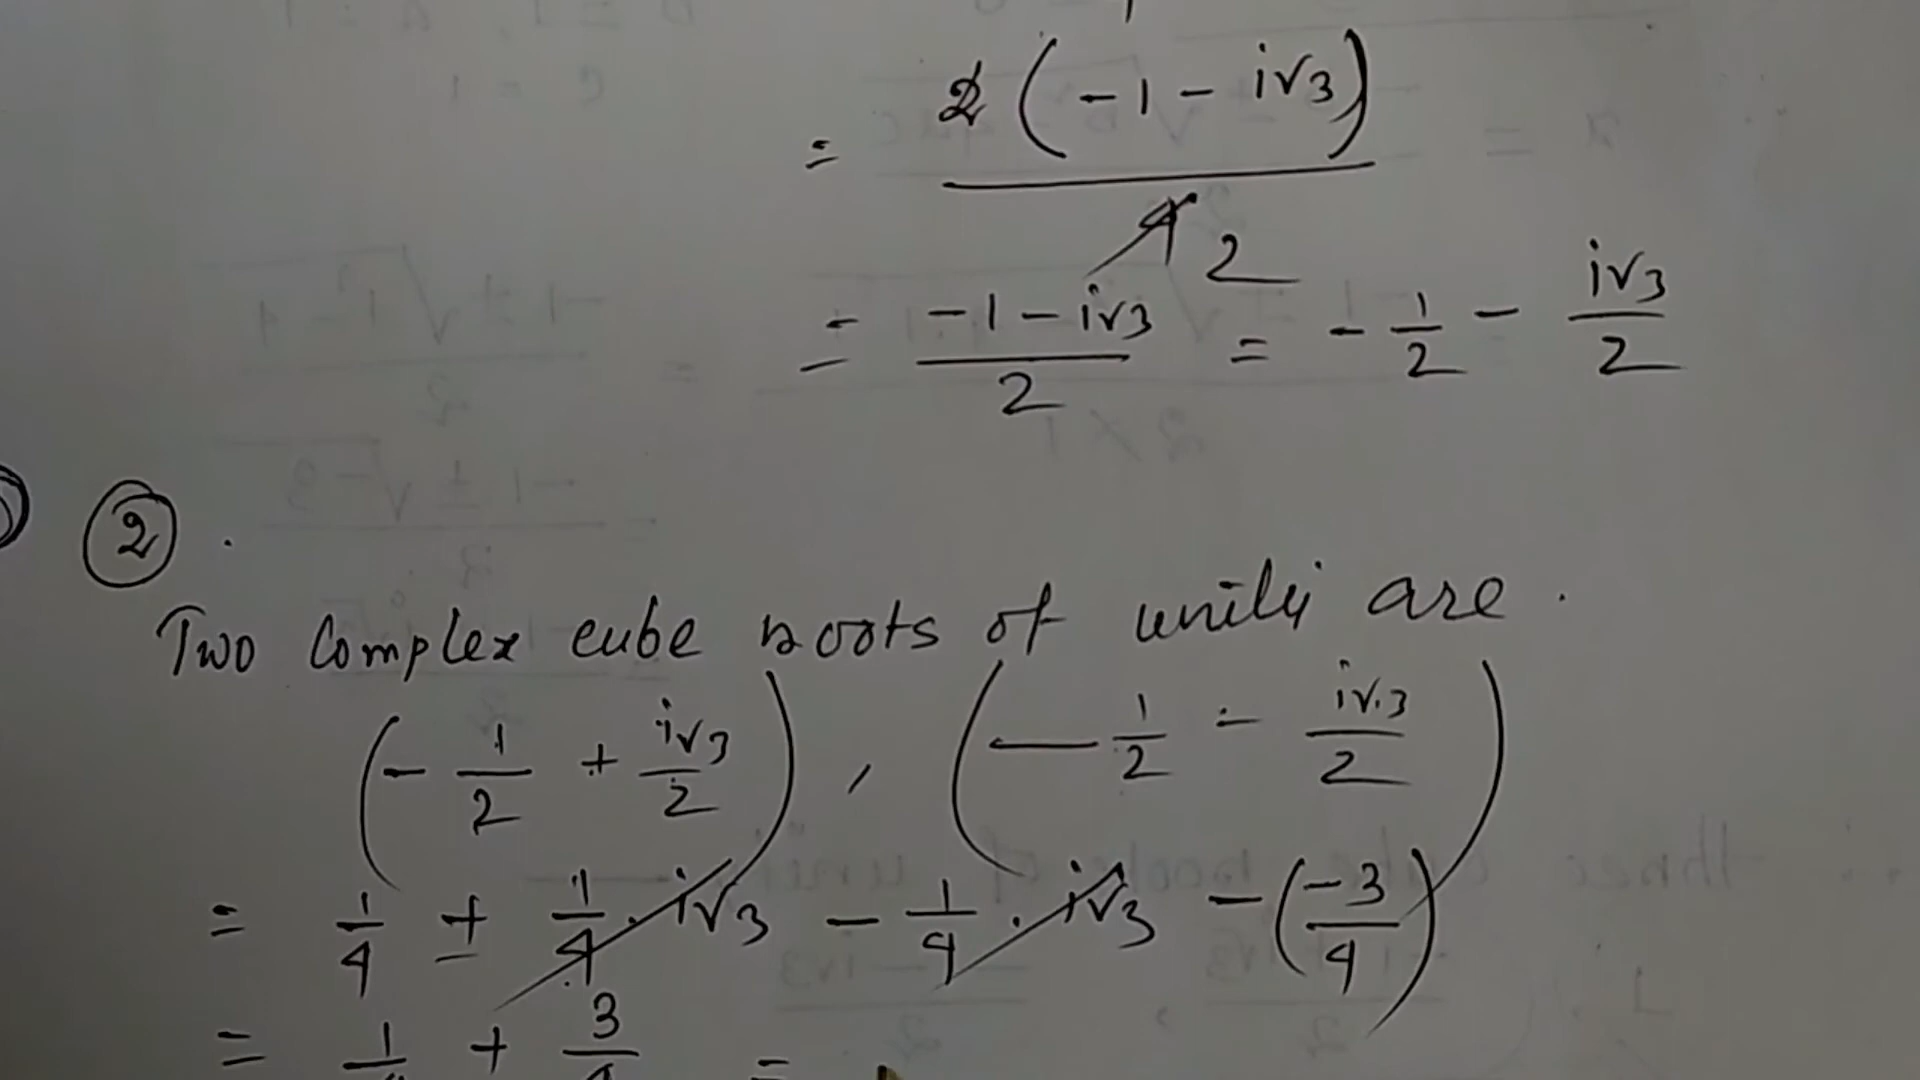 = 2(-1 - i√3) / 4 2
= (-1 - i√3)/2 = -1/2 - i√3/2
(2).
Two Complex cube roots of unity are.
(-1/2 + i√3/2), (-1/2 - i√3/2)
= 1/4 + 1/4 . i√3 - 1/4 . i√3 - (-3/4)
= 1/4 + 3/4 =